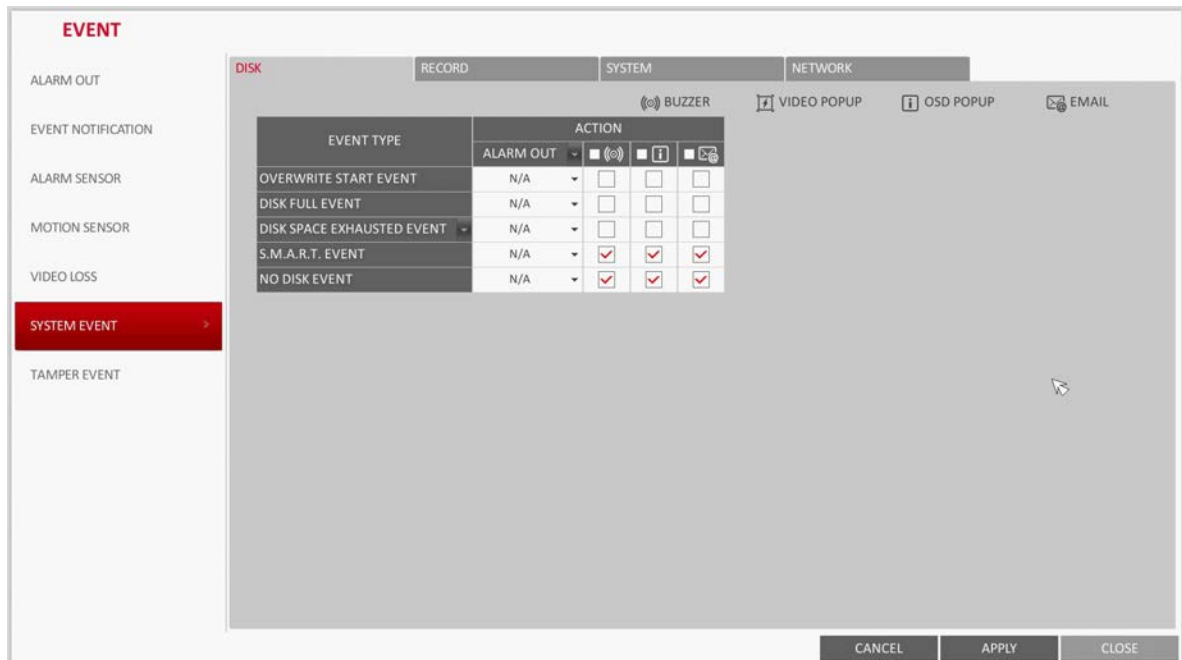 EVENT
ALARM OUT
EVENT NOTIFICATION
ALARM SENSOR
MOTION SENSOR
VIDEO LOSS
SYSTEM EVENT >
TAMPER EVENT
DISK RECORD SYSTEM NETWORK
BUZZER VIDEO POPUP OSD POPUP EMAIL
EVENT TYPE ACTION
ALARM OUT
OVERWRITE START EVENT N/A
DISK FULL EVENT N/A
DISK SPACE EXHAUSTED EVENT N/A
S.M.A.R.T. EVENT N/A
NO DISK EVENT N/A
CANCEL APPLY CLOSE